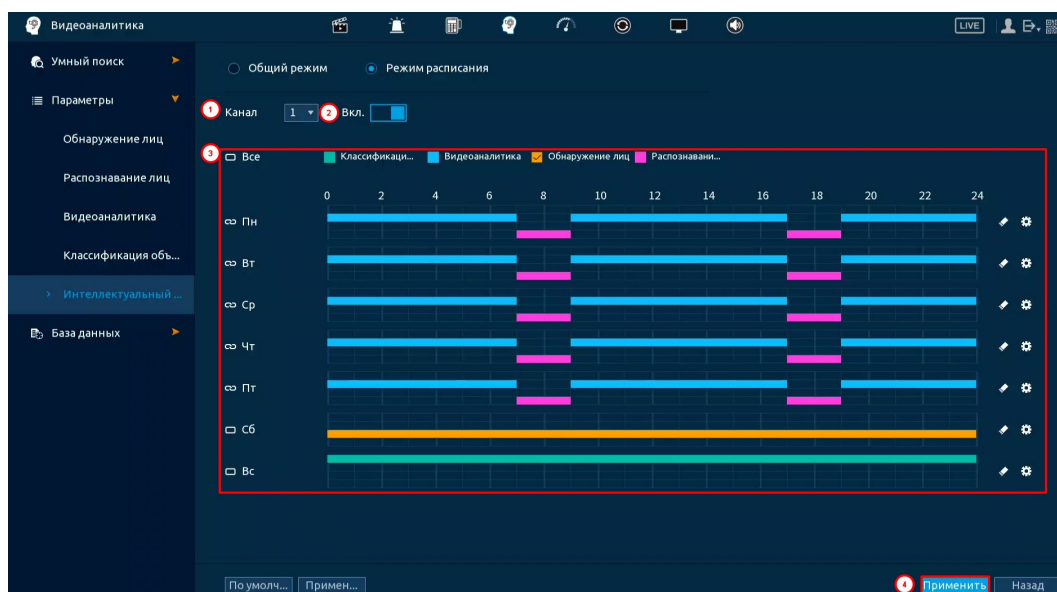 Видеоаналитика
LIVE
Умный поиск
Общий режим
Режим расписания
Параметры
1
Канал
1
2
Вкл.
Обнаружение лиц
3
Все
Классификаци...
Видеоаналитика
Обнаружение лиц
Распознавани...
Распознавание лиц
0 2 4 6 8 10 12 14 16 18 20 22 24
Видеоаналитика
Пн
Классификация объ...
Вт
Интеллектуальный ...
Ср
База данных
Чт
Пт
Сб
Вс
По умолч...
Примен...
4
Применить
Назад